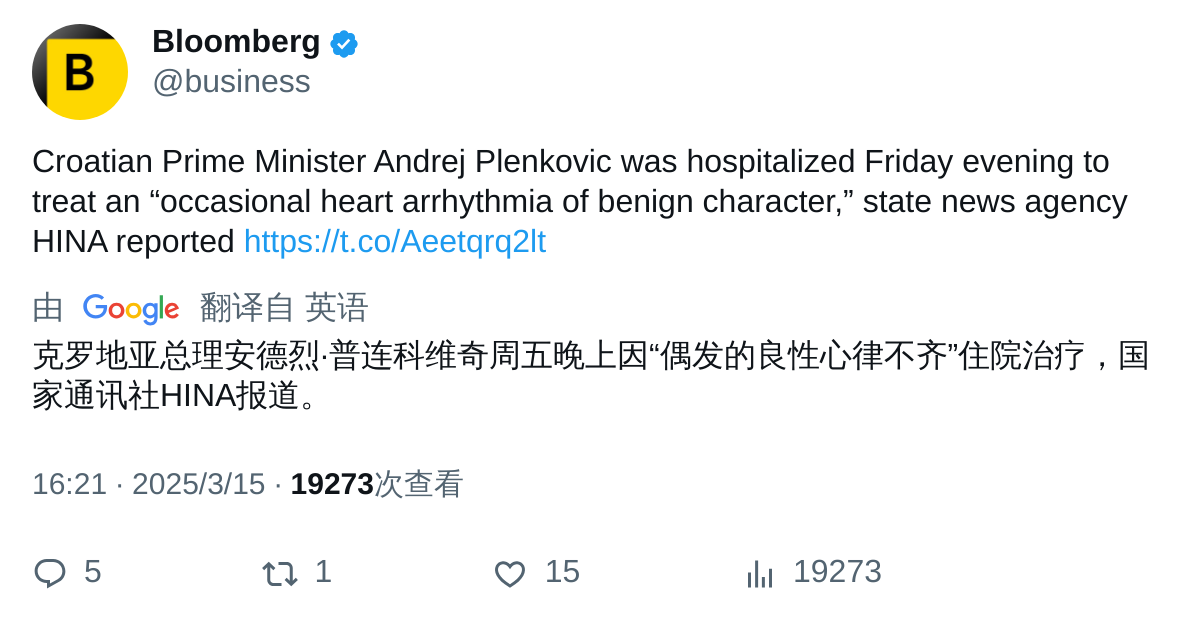 B
Bloomberg
@business
Croatian Prime Minister Andrej Plenkovic was hospitalized Friday evening to
treat an “occasional heart arrhythmia of benign character,” state news agency
HINA reported https://t.co/Aeetqrq2lt
由 Google 翻译自 英语
克罗地亚总理安德烈·普连科维奇周五晚上因“偶发的良性心律不齐”住院治疗，国
家通讯社HINA报道。
16:21 · 2025/3/15 · 19273次查看
5 1 15 19273